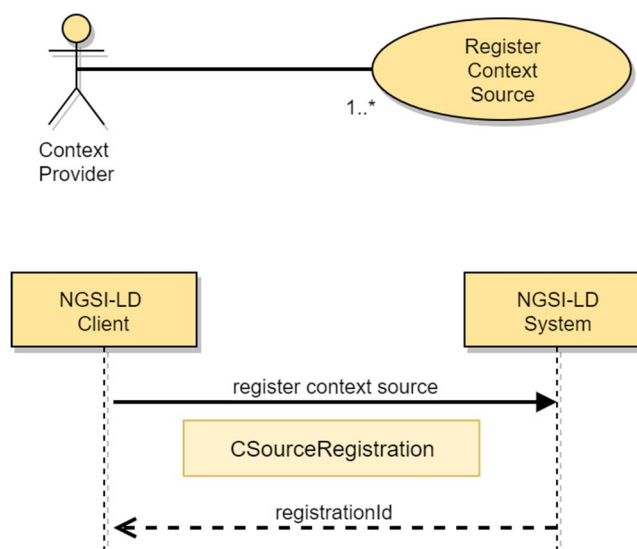 Register
Context
Source
1..*
Context
Provider
NGSI-LD
Client
NGSI-LD
System
register context source
CSourceRegistration
registrationId